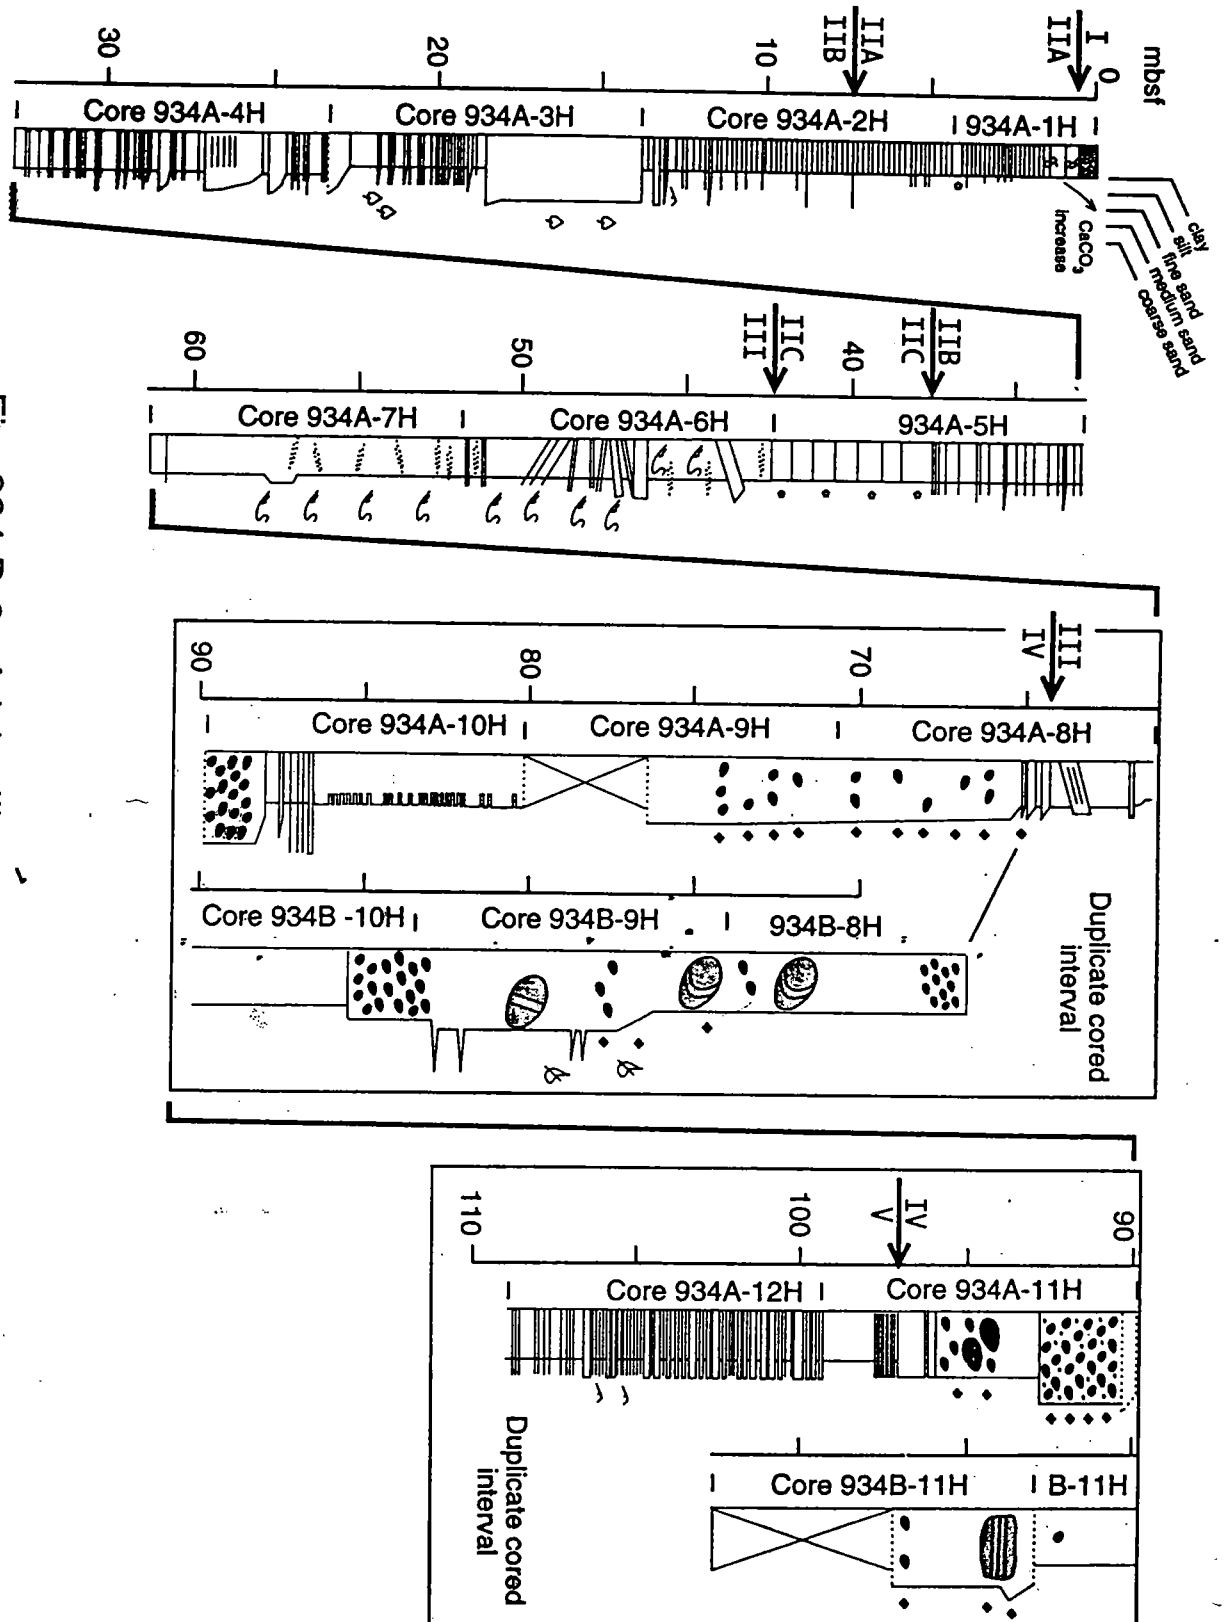 mbsf
0
10
20
30
I
IIA
IIA
IIB
934A-1H
Core 934A-2H
Core 934A-3H
Core 934A-4H
clay
silt
fine sand
medium sand
coarse sand
CaCO3
increase
40
50
60
IIB
IIC
IIC
III
934A-5H
Core 934A-6H
Core 934A-7H
III
IV
70
80
90
Core 934A-8H
Core 934A-9H
Core 934A-10H
934B-8H
Core 934B-9H
Core 934B -10H
Duplicate cored
interval
90
100
110
IV
V
Core 934A-11H
Core 934A-12H
B-11H
Core 934B-11H
Duplicate cored
interval